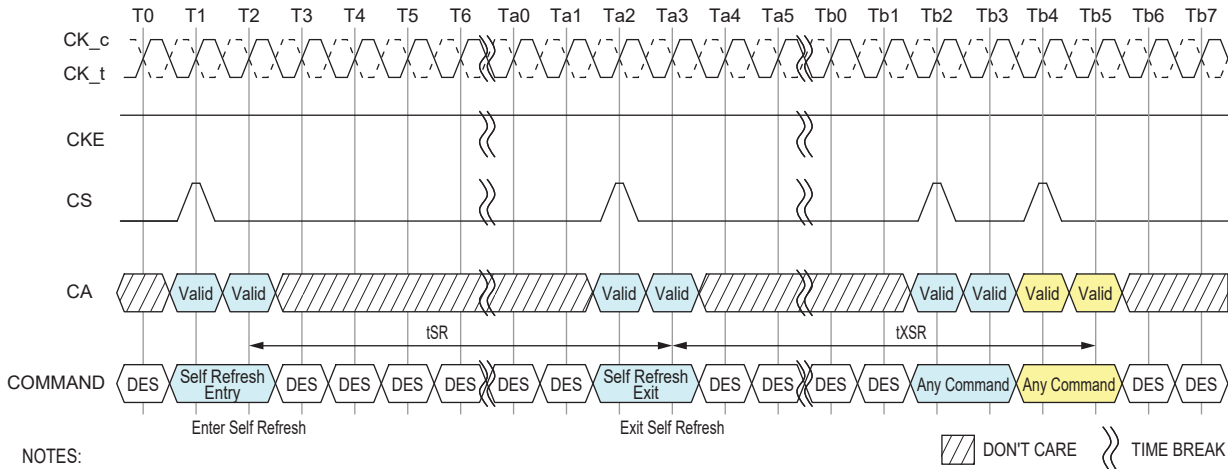 T0 T1 T2 T3 T4 T5 T6 Ta0 Ta1 Ta2 Ta3 Ta4 Ta5 Tb0 Tb1 Tb2 Tb3 Tb4 Tb5 Tb6 Tb7
CK_c
CK_t
CKE
CS
CA Valid Valid Valid Valid Valid Valid Valid Valid
tSR tXSR
COMMAND DES Self Refresh Entry DES DES DES DES DES DES Self Refresh Exit DES DES DES DES Any Command Any Command DES DES
Enter Self Refresh Exit Self Refresh
NOTES: DON'T CARE TIME BREAK